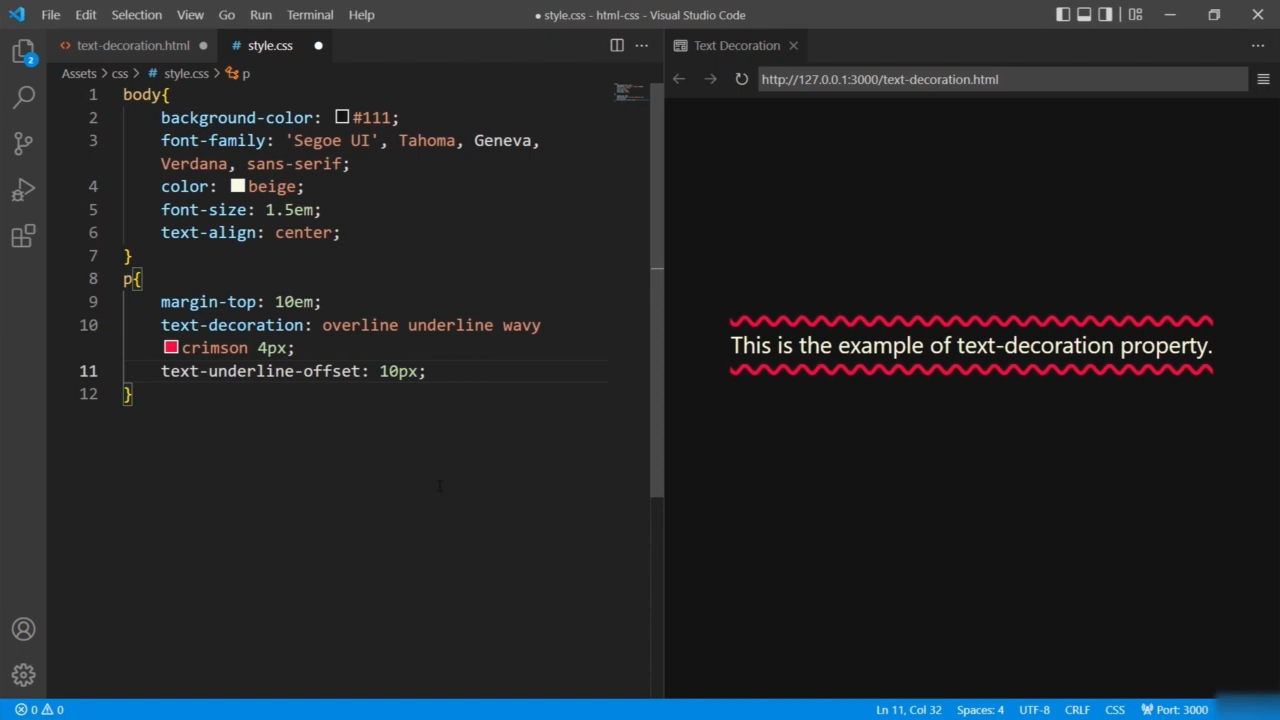 File Edit Selection View Go Run Terminal Help
● style.css - html-css - Visual Studio Code
text-decoration.html
# style.css
Text Decoration
Assets > css > # style.css > p
http://127.0.0.1:3000/text-decoration.html
2
1 body{
2 background-color: #111;
3 font-family: 'Segoe UI', Tahoma, Geneva,
Verdana, sans-serif;
4 color: beige;
5 font-size: 1.5em;
6 text-align: center;
7 }
8 p{
9 margin-top: 10em;
10 text-decoration: overline underline wavy
crimson 4px;
11 text-underline-offset: 10px;
12 }
This is the example of text-decoration property.
0 0
Ln 11, Col 32 Spaces: 4 UTF-8 CRLF CSS Port: 3000